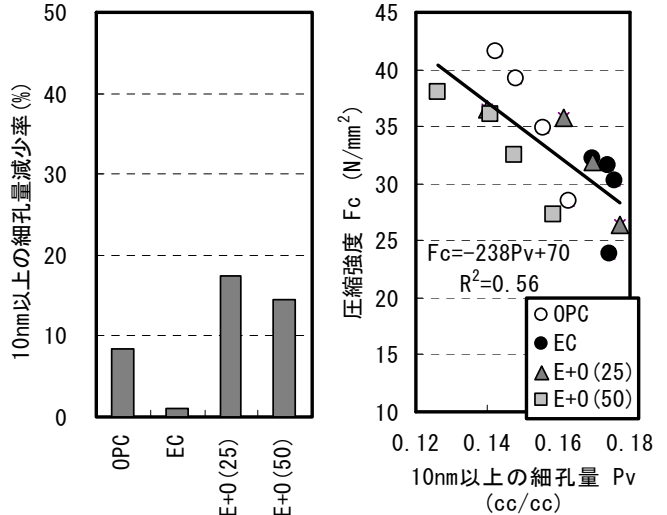 10nm以上の細孔量減少率(%)
50
40
30
20
10
0
OPC
EC
E+O(25)
E+O(50)
圧縮強度 Fc (N/mm²)
45
40
35
30
25
20
15
10
Fc=-238Pv+70
R²=0.56
OPC
EC
E+O(25)
E+O(50)
0.12 0.14 0.16 0.18
10nm以上の細孔量 Pv
(cc/cc)